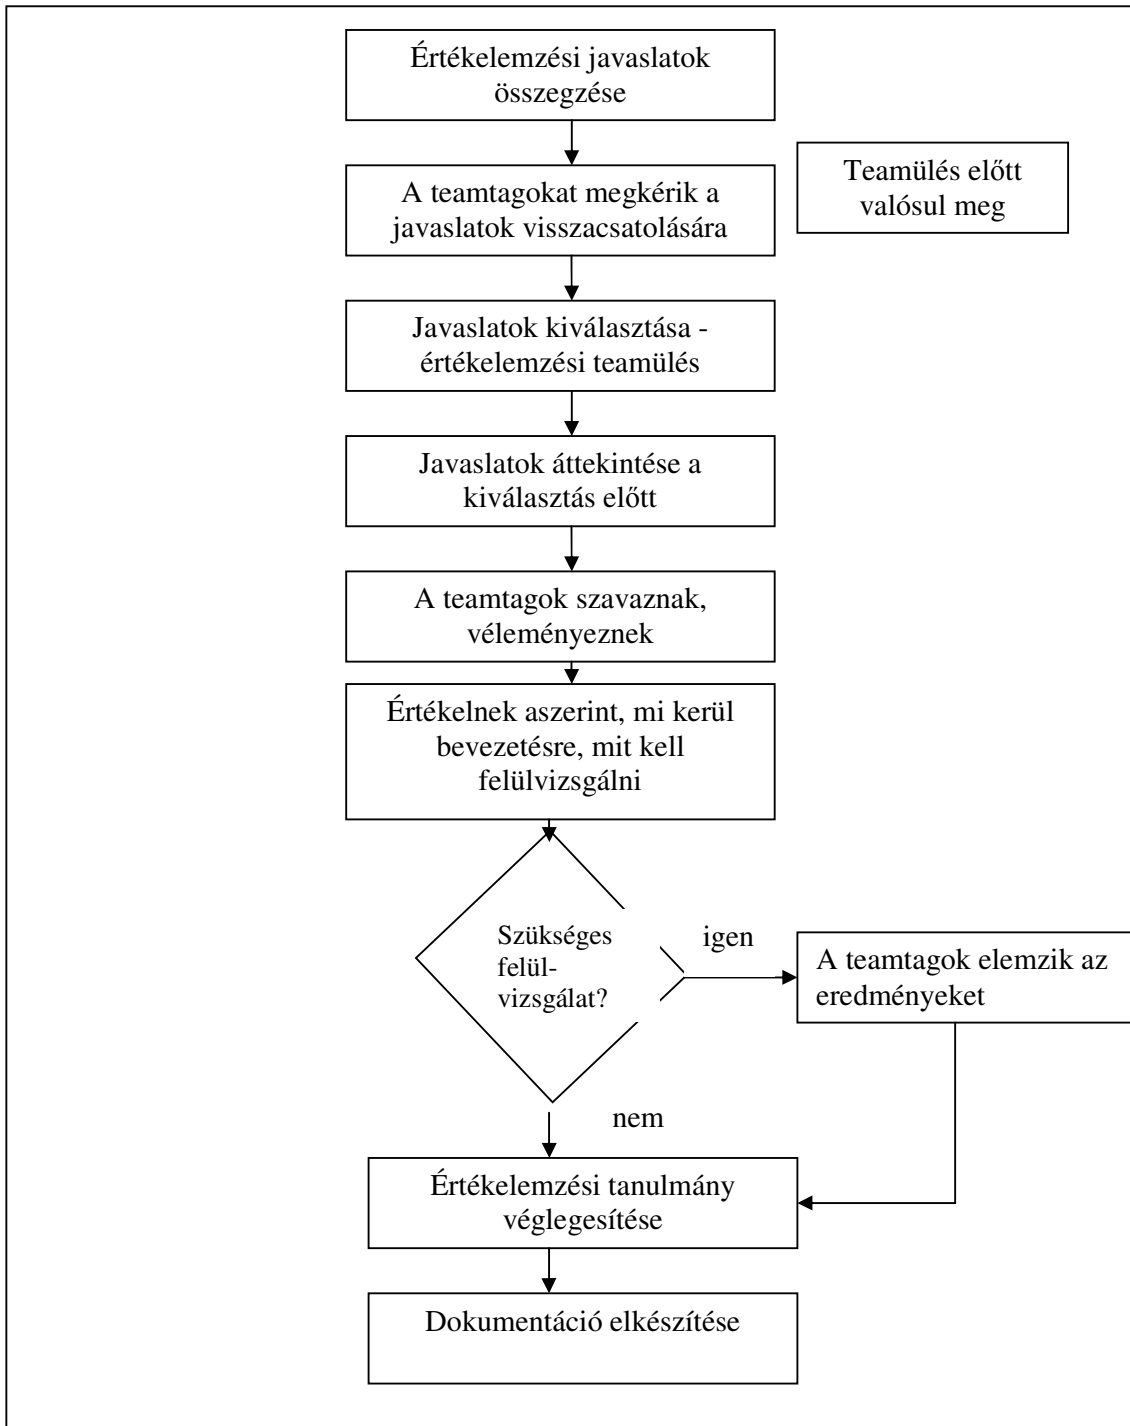 Értékelemzési javaslatok
összegzése
A teamtagokat megkérik a
javaslatok visszacsatolására
Teamülés előtt
valósul meg
Javaslatok kiválasztása -
értékelemzési teamülés
Javaslatok áttekintése a
kiválasztás előtt
A teamtagok szavaznak,
véleményeznek
Értékelnek aszerint, mi kerül
bevezetésre, mit kell
felülvizsgálni
Szükséges
felül-
vizsgálat?
igen
A teamtagok elemzik az
eredményeket
nem
Értékelemzési tanulmány
véglegesítése
Dokumentáció elkészítése